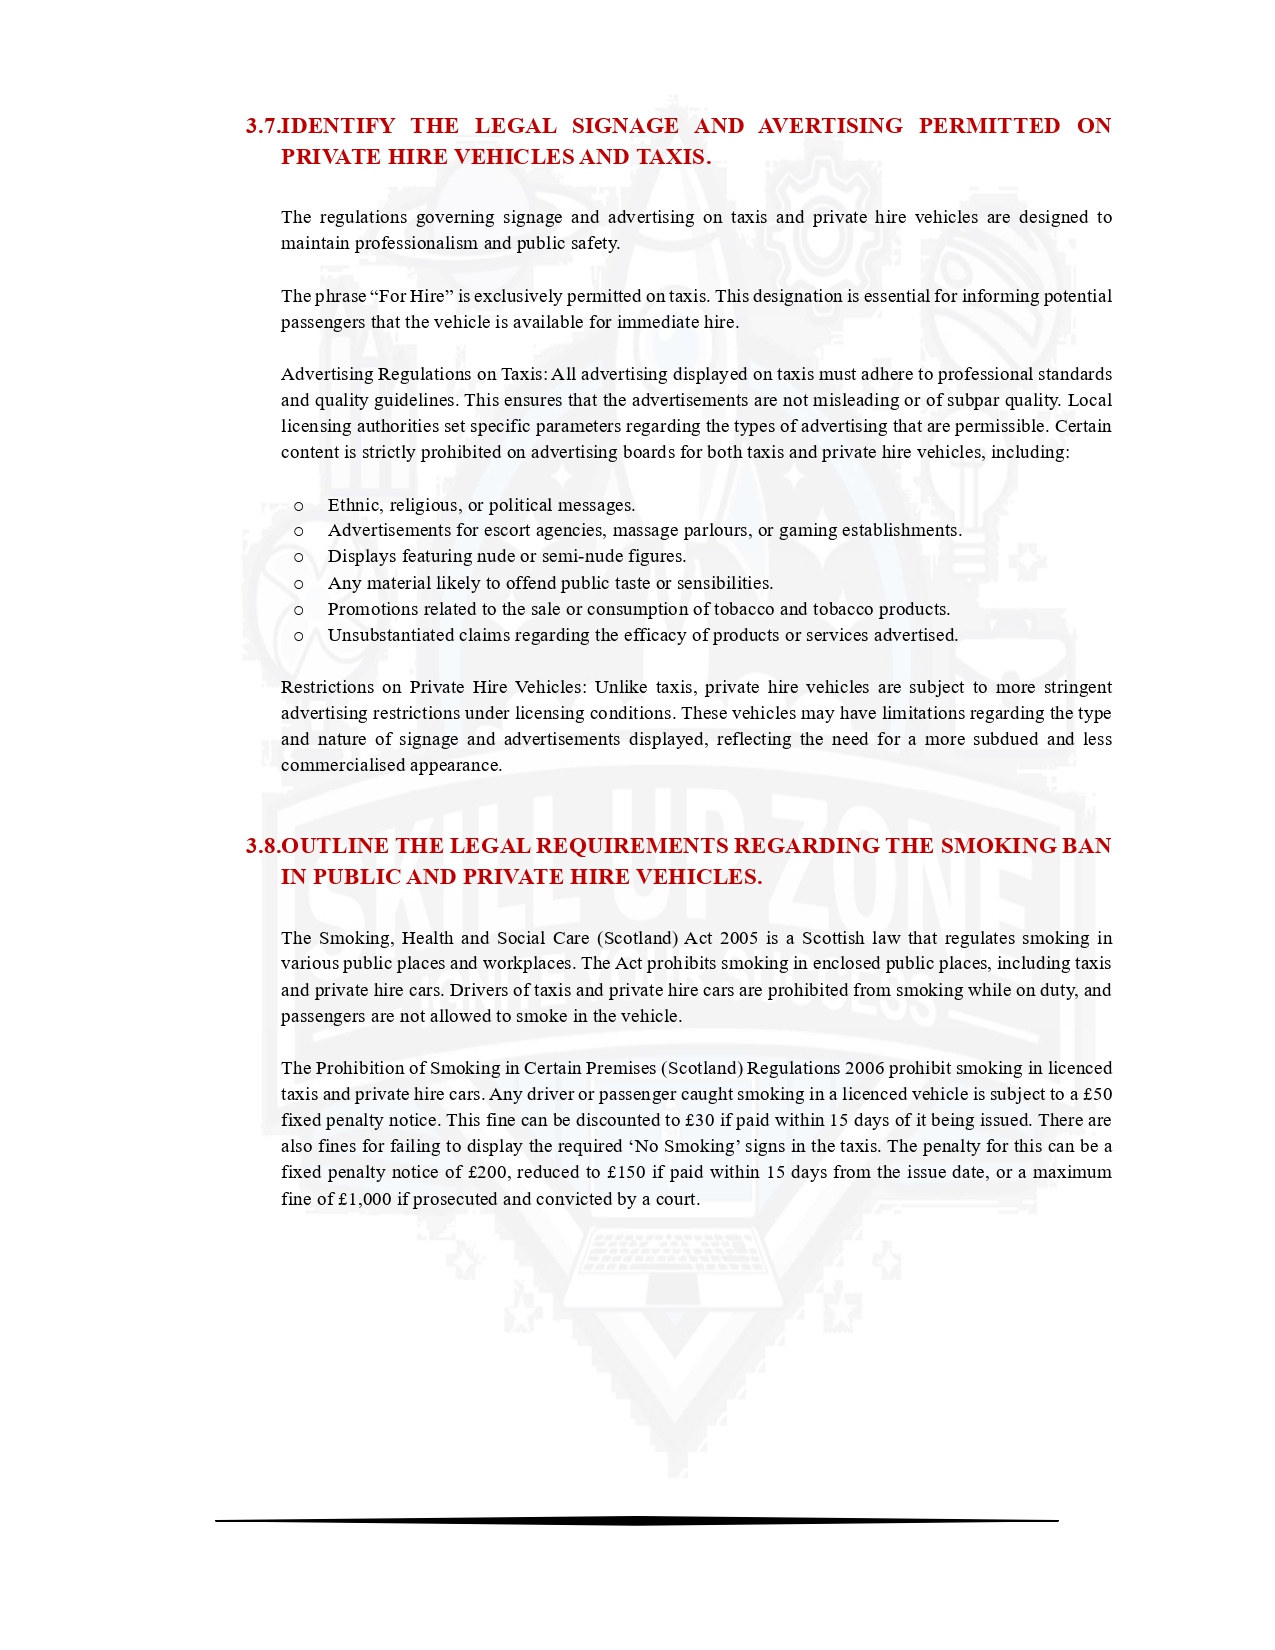 3.7.IDENTIFY THE LEGAL SIGNAGE AND AVERTISING PERMITTED ON
PRIVATE HIRE VEHICLES AND TAXIS.
The regulations governing signage and advertising on taxis and private hire vehicles are designed to
maintain professionalism and public safety.
The phrase “For Hire” is exclusively permitted on taxis. This designation is essential for informing potential
passengers that the vehicle is available for immediate hire.
Advertising Regulations on Taxis: All advertising displayed on taxis must adhere to professional standards
and quality guidelines. This ensures that the advertisements are not misleading or of subpar quality. Local
licensing authorities set specific parameters regarding the types of advertising that are permissible. Certain
content is strictly prohibited on advertising boards for both taxis and private hire vehicles, including:
o Ethnic, religious, or political messages.
o Advertisements for escort agencies, massage parlours, or gaming establishments.
o Displays featuring nude or semi-nude figures.
o Any material likely to offend public taste or sensibilities.
o Promotions related to the sale or consumption of tobacco and tobacco products.
o Unsubstantiated claims regarding the efficacy of products or services advertised.
Restrictions on Private Hire Vehicles: Unlike taxis, private hire vehicles are subject to more stringent
advertising restrictions under licensing conditions. These vehicles may have limitations regarding the type
and nature of signage and advertisements displayed, reflecting the need for a more subdued and less
commercialised appearance.
3.8.OUTLINE THE LEGAL REQUIREMENTS REGARDING THE SMOKING BAN
IN PUBLIC AND PRIVATE HIRE VEHICLES.
The Smoking, Health and Social Care (Scotland) Act 2005 is a Scottish law that regulates smoking in
various public places and workplaces. The Act prohibits smoking in enclosed public places, including taxis
and private hire cars. Drivers of taxis and private hire cars are prohibited from smoking while on duty, and
passengers are not allowed to smoke in the vehicle.
The Prohibition of Smoking in Certain Premises (Scotland) Regulations 2006 prohibit smoking in licenced
taxis and private hire cars. Any driver or passenger caught smoking in a licenced vehicle is subject to a £50
fixed penalty notice. This fine can be discounted to £30 if paid within 15 days of it being issued. There are
also fines for failing to display the required ‘No Smoking’ signs in the taxis. The penalty for this can be a
fixed penalty notice of £200, reduced to £150 if paid within 15 days from the issue date, or a maximum
fine of £1,000 if prosecuted and convicted by a court.
SKILL UP ZONE